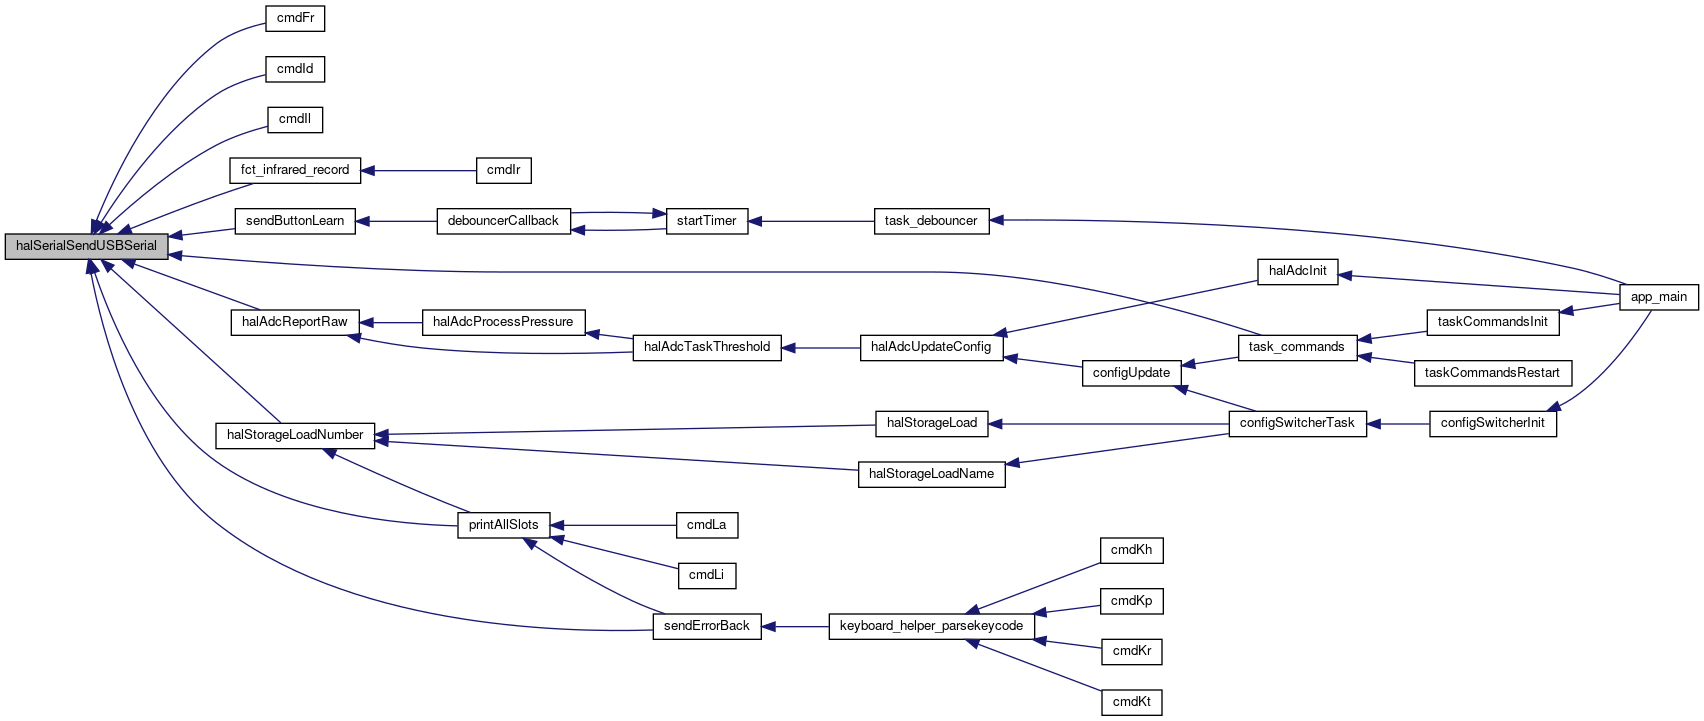 cmdFr
cmdId
cmdIl
fct_infrared_record
cmdIr
sendButtonLearn
debouncerCallback
startTimer
task_debouncer
halSerialSendUSBSerial
halAdcInit
app_main
halAdcReportRaw
halAdcProcessPressure
taskCommandsInit
halAdcTaskThreshold
halAdcUpdateConfig
task_commands
configUpdate
taskCommandsRestart
halStorageLoadNumber
halStorageLoad
configSwitcherTask
configSwitcherInit
halStorageLoadName
printAllSlots
cmdLa
cmdKh
cmdLi
cmdKp
sendErrorBack
keyboard_helper_parsekeycode
cmdKr
cmdKt